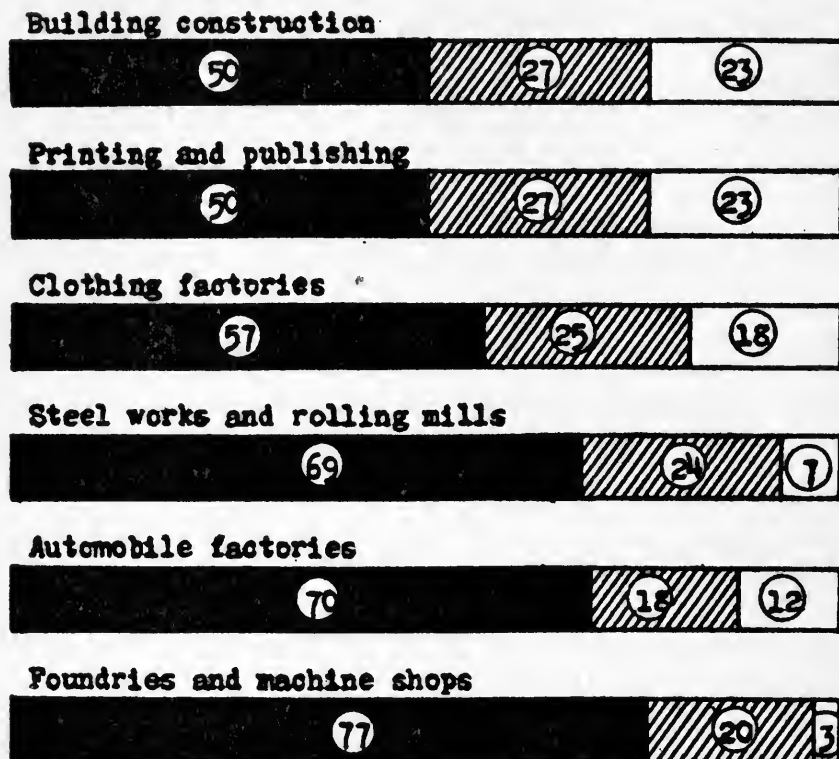 Building construction
50 27 23
Printing and publishing
50 27 23
Clothing factories
57 25 18
Steel works and rolling mills
69 24 7
Automobile factories
70 18 12
Foundries and machine shops
77 20 3